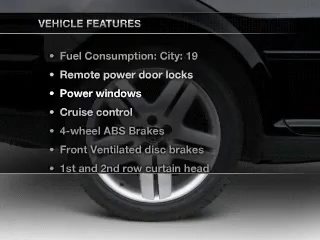 VEHICLE FEATURES
• Fuel Consumption: City: 19
• Remote power door locks
• Power windows
• Cruise control
• 4-wheel ABS Brakes
• Front Ventilated disc brakes
• 1st and 2nd row curtain head